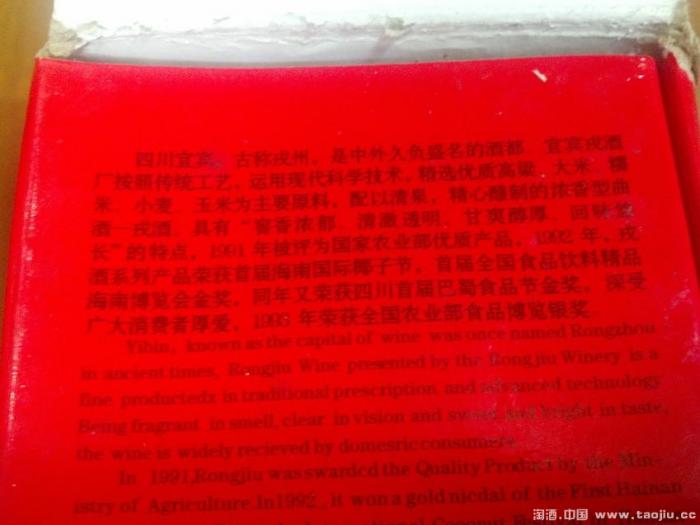 四川宜宾，古称戎州，是中外久负盛名的酒都，宜宾戎酒
厂按照传统工艺，运用现代科学技术，精选优质高粱、大米、糯
米、小麦、玉米为主要原料，配以清泉，精心酿制的浓香型曲
酒—戎酒，具有“窖香浓郁、清澈透明、甘爽醇厚、回味悠
长”的特点，1991年被评为国家农业部优质产品。1992年，戎
酒系列产品荣获首届海南国际椰子节，首届全国食品饮料精品
海南博览会金奖。同年又荣获四川首届巴蜀食品节金奖。深受
广大消费者厚爱。1993年荣获全国农业部食品博览银奖。
Yibin, known as the capital of wine was once named Rongzhou
in ancient times, Rongjiu Wine presented by the Rongjiu Winery is a
fine productedx in traditional prescription and advanced technology
Being fragrant in smell, clear in vision and sweet and bright in taste,
the wine is widely recieved by domesric consumers.
In 1991,Rongjiu was swardcd the Quality Product by the Min-
istry of Agriculture.In1992, it won a gold nicdal of the First Hainan
淘酒.中国 www.taojiu.cc